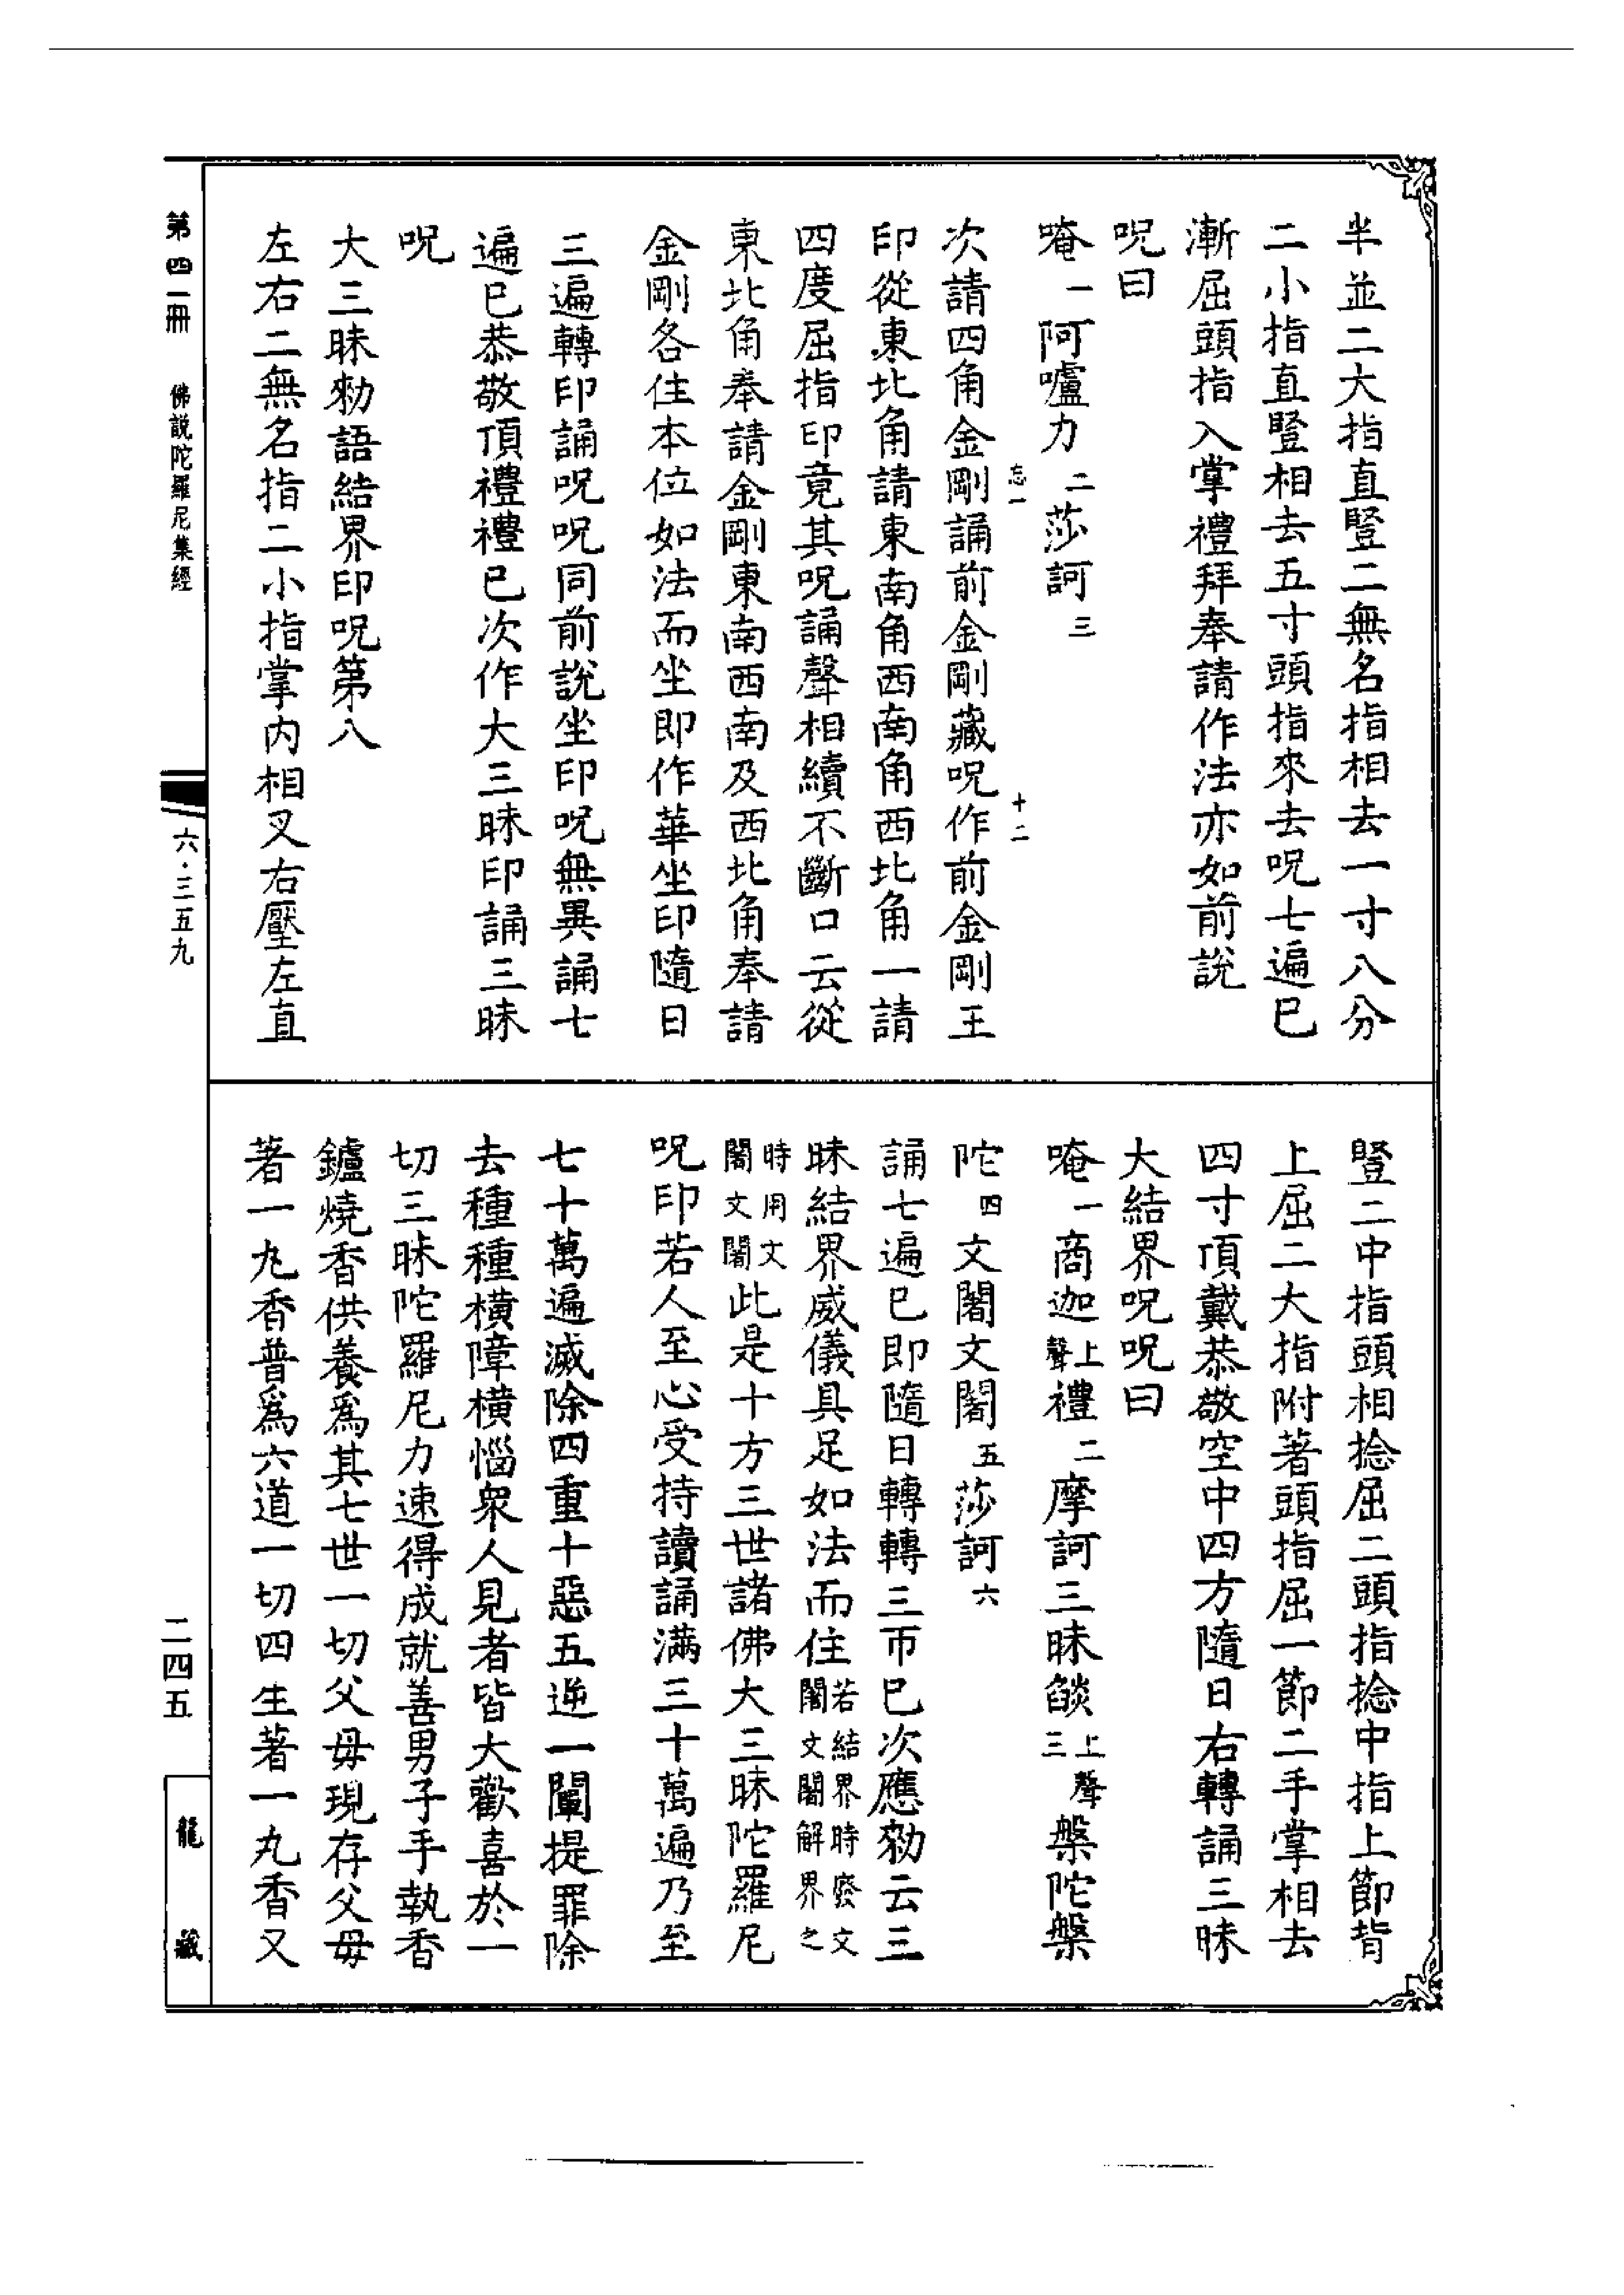 半並二大指直豎二無名指相去一寸八分
二小指直豎相去五寸頭指來去呪七遍已
漸屈頭指入掌禮拜奉請作法亦如前說
呪曰
唵一阿嚧力二莎訶三
忘一
十二
次請四角金剛誦前金剛藏呪作前金剛王
印從東北角請東南角西南角西北角一請
四度屈指印竟其呪誦聲相續不斷口云從
東北角奉請金剛東南西南及西北角奉請
金剛各住本位如法而坐即作華坐印隨日
三遍轉印誦呪呪同前說坐印呪無異誦七
遍已恭敬頂禮禮已次作大三昧印誦三昧
呪
大三昧勑語結界印呪第八
左右二無名指二小指掌內相叉右壓左直
豎二中指頭相捻屈二頭指捻中指上節背
上屈二大指附著頭指屈一節二手掌相去
四寸頂戴恭敬空中四方隨日右轉誦三昧
大結界呪呪曰
唵一商迦上聲禮二摩訶三昧燄上聲三槃陀槃
陀四文闍文闍五莎訶六
誦七遍已即隨日轉轉三帀已次應勑云三
昧結界威儀具足如法而住若結界時廢文闍文闍解界之
時用文闍文闍此是十方三世諸佛大三昧陀羅尼
呪印若人至心受持讀誦滿三十萬遍乃至
七十萬遍滅除四重十惡五逆一闡提罪除
去種種橫障橫惱眾人見者皆大歡喜於一
切三昧陀羅尼力速得成就善男子手執香
鑪燒香供養爲其七世一切父毋現存父毋
著一丸香普爲六道一切四生著一丸香又
第四一冊 佛說陀羅尼集經
六·三五九
二四五
龍藏